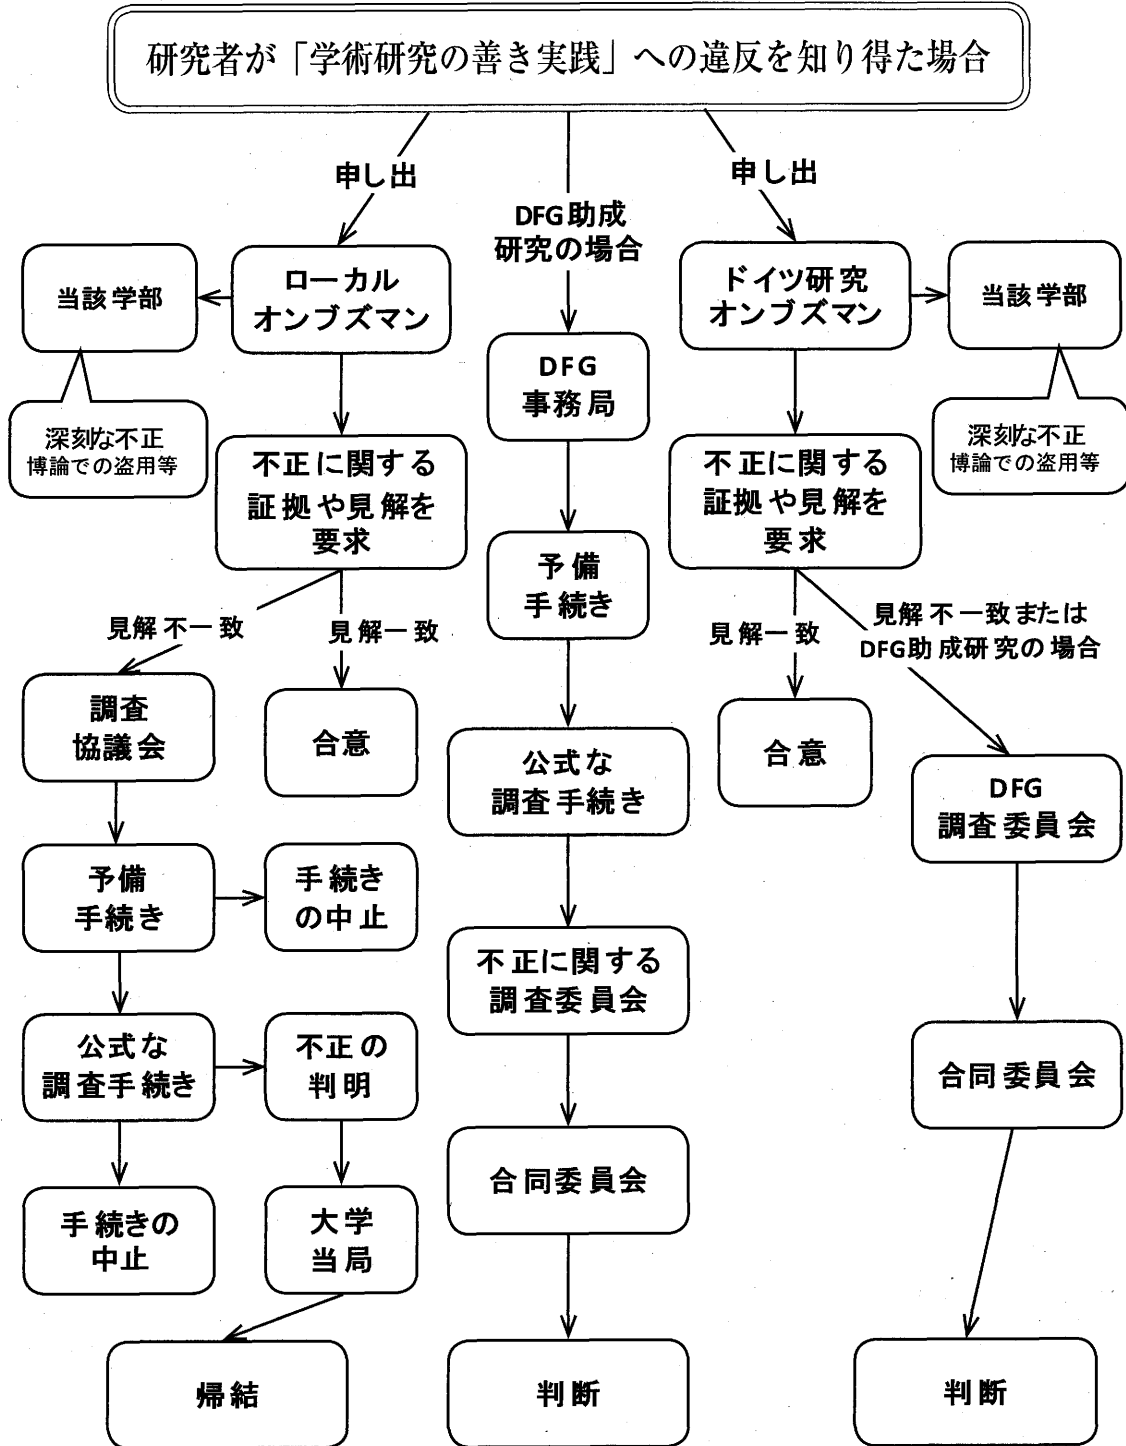 研究者が「学術研究の善き実践」への違反を知り得た場合
申し出
DFG助成
研究の場合
申し出
当該学部
ローカル
オンブズマン
ドイツ研究
オンブズマン
当該学部
深刻な不正
博論での盗用等
DFG
事務局
深刻な不正
博論での盗用等
不正に関する
証拠や見解を
要求
不正に関する
証拠や見解を
要求
予備
手続き
見解不一致
見解一致
見解一致
見解不一致または
DFG助成研究の場合
調査
協議会
合意
公式な
調査手続き
合意
DFG
調査委員会
予備
手続き
手続き
の中止
不正に関する
調査委員会
公式な
調査手続き
不正の
判明
合同委員会
合同委員会
手続きの
中止
大学
当局
帰結
判断
判断